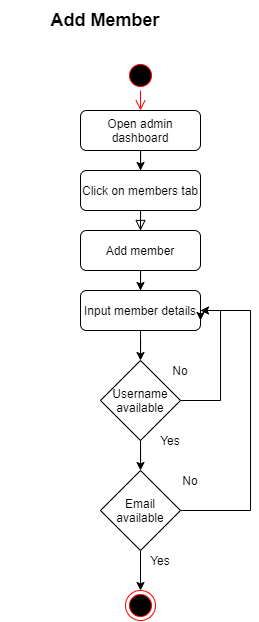 Add Member
Open admin
dashboard
Click on members tab
Add member
Input member details
No
Username
available
Yes
No
Email
available
Yes